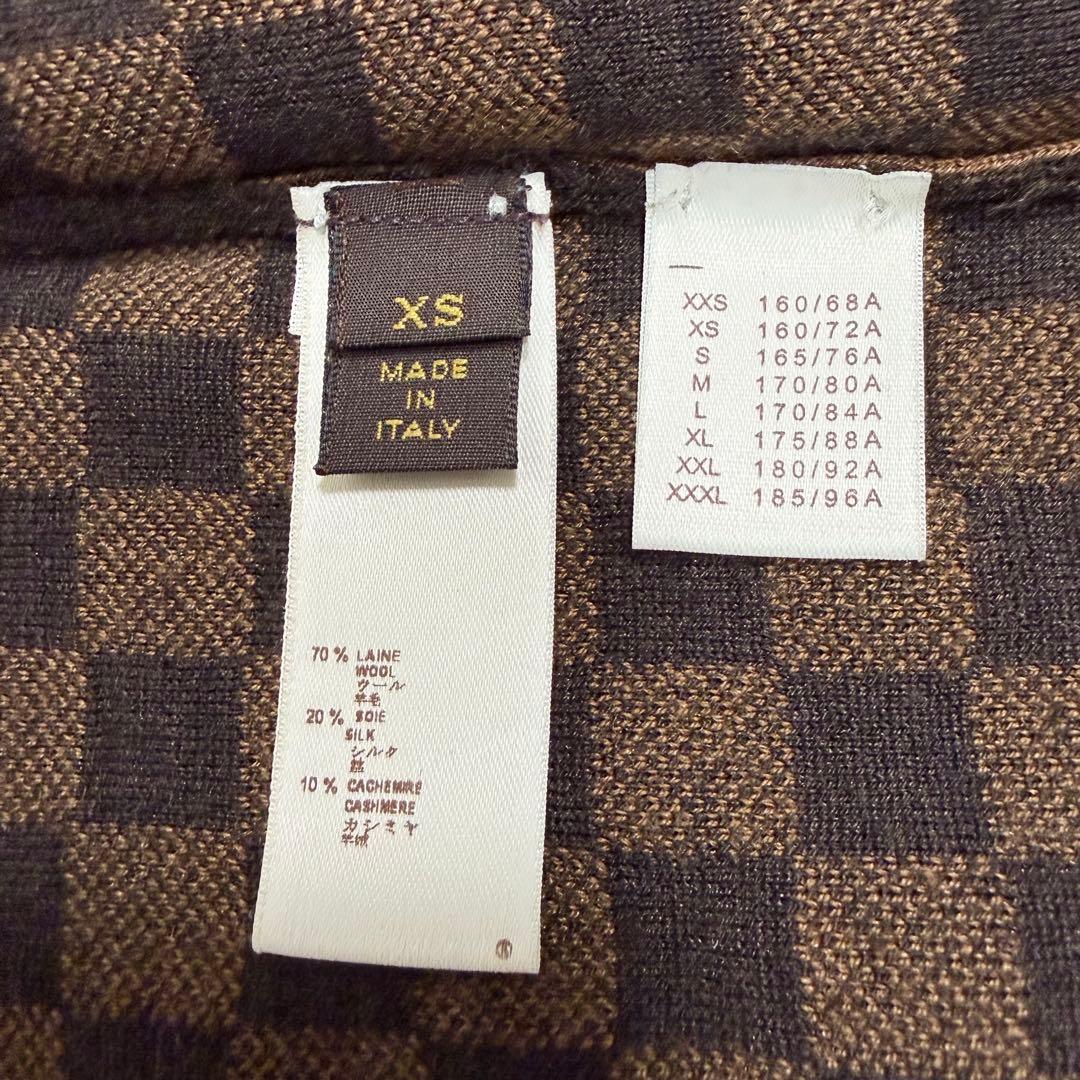 XS
MADE
IN
ITALY
70 % LAINE
WOOL
ウール
羊毛
20 % SOIE
SILK
シルク
10 % CACHEMIRE
CASHMERE
カシミヤ
羊絨
XXS 160/68A
XS 160/72A
S 165/76A
M 170/80A
L 170/84A
XL 175/88A
XXL 180/92A
XXXL 185/96A